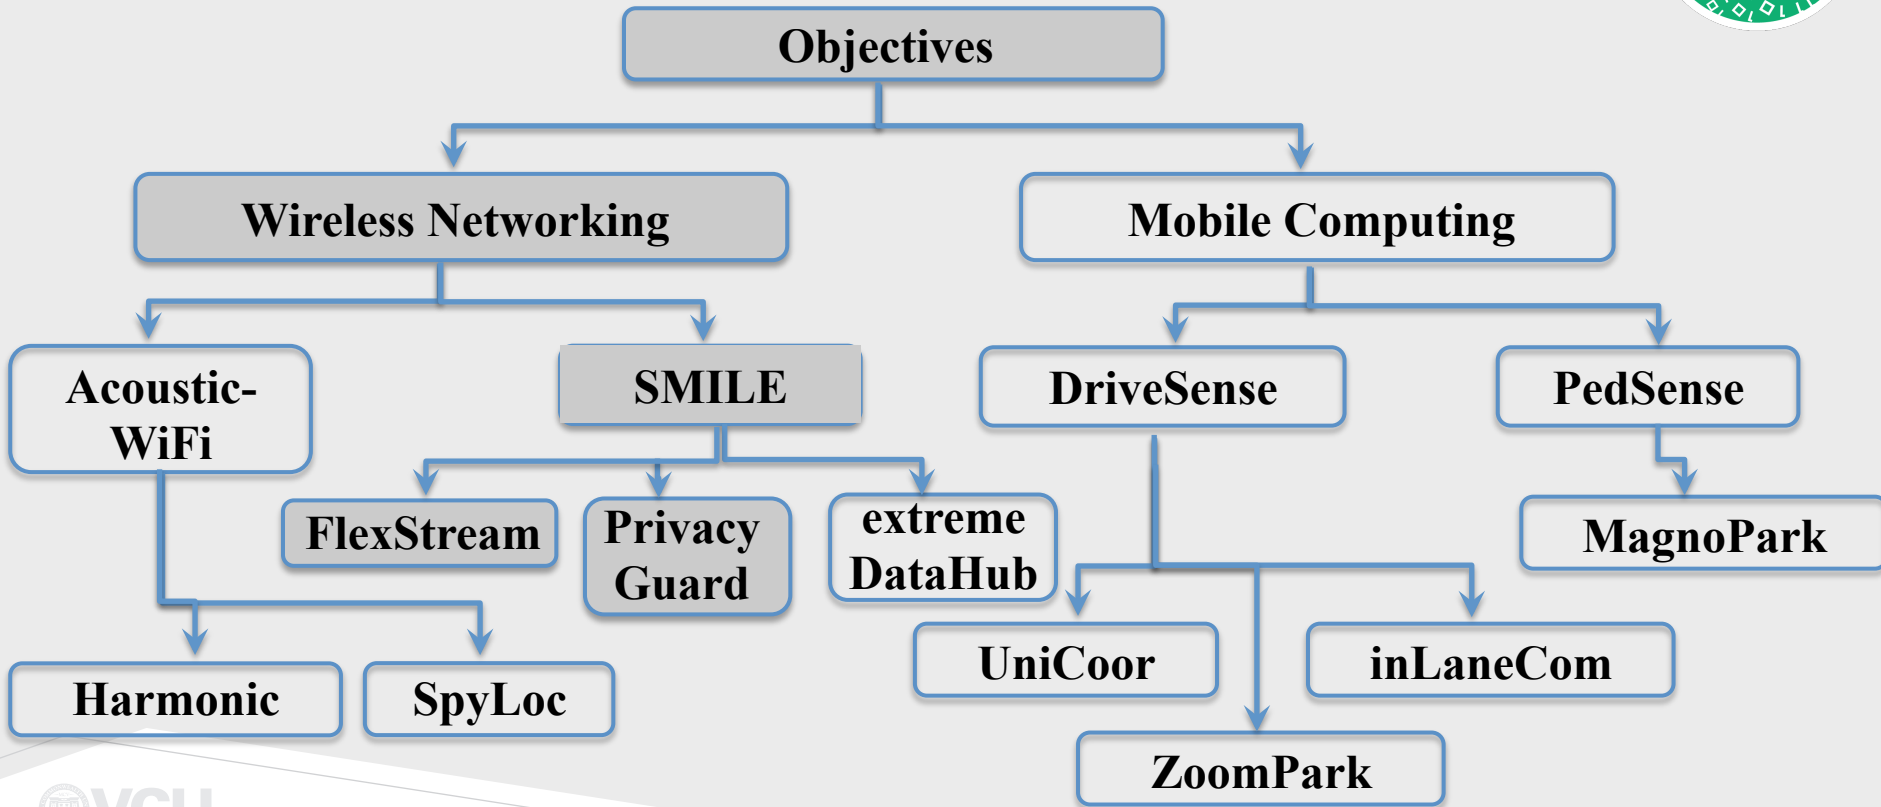 Objectives
Wireless Networking
Mobile Computing
Acoustic-
WiFi
SMILE
DriveSense
PedSense
FlexStream
Privacy
Guard
extreme
DataHub
MagnoPark
UniCoor
inLaneCom
Harmonic
SpyLoc
ZoomPark
VCU